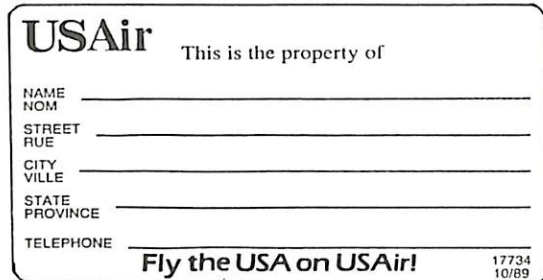 USAir This is the property of
NAME
NOM
STREET
RUE
CITY
VILLE
STATE
PROVINCE
TELEPHONE
Fly the USA on USAir!
17734
10/89